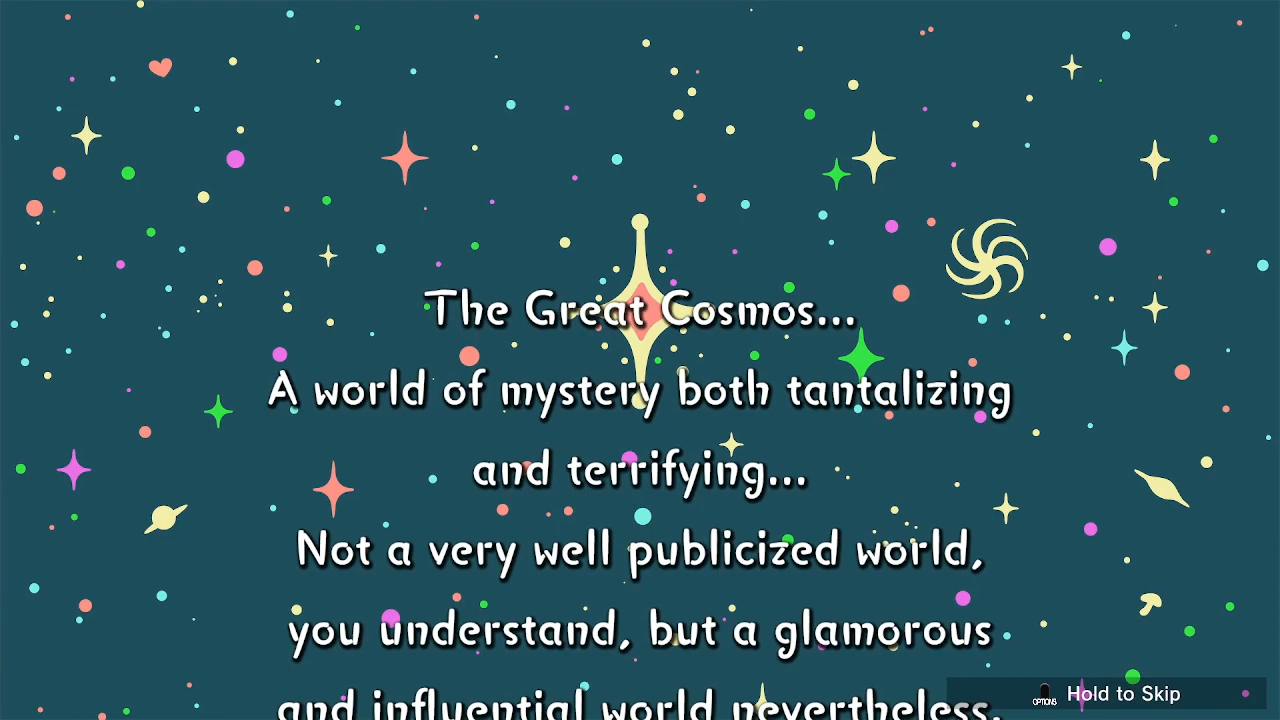 The Great Cosmos...
A world of mystery both tantalizing
and terrifying...
Not a very well publicized world,
you understand, but a glamorous
and influential world nevertheless.
OPTIONS Hold to Skip